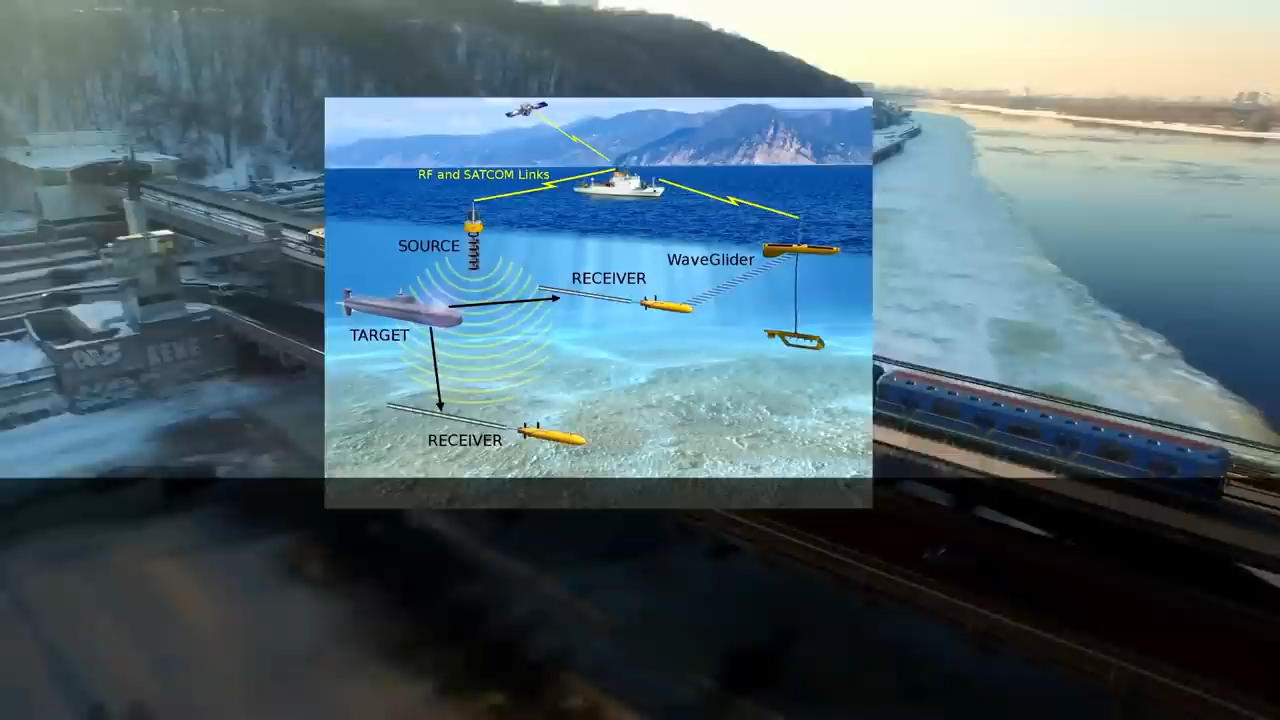 RF and SATCOM Links
SOURCE
WaveGlider
RECEIVER
TARGET
RECEIVER